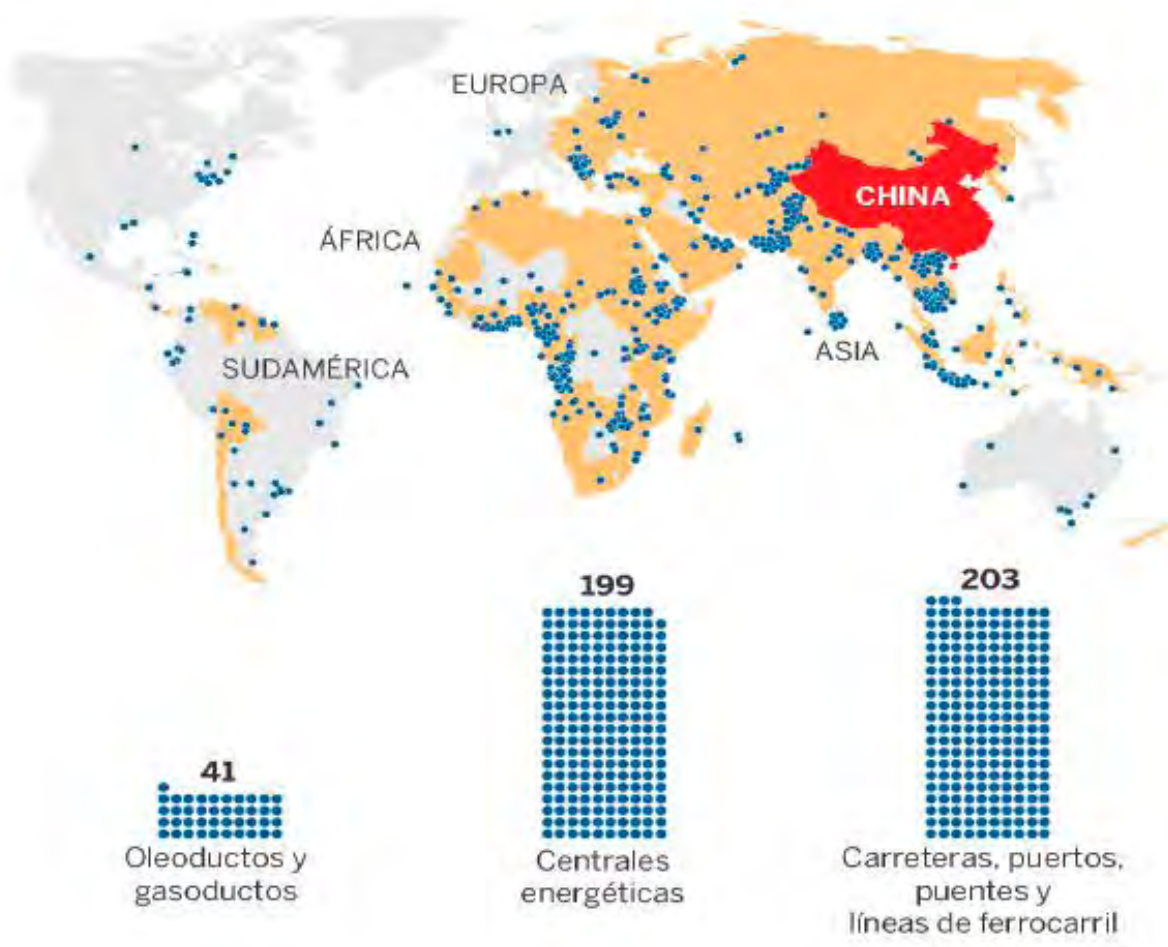 EUROPA
CHINA
ÁFRICA
ASIA
SUDAMÉRICA
41
Oleoductos y
gasoductos
199
Centrales
energéticas
203
Carreteras, puertos,
puentes y
líneas de ferrocarril